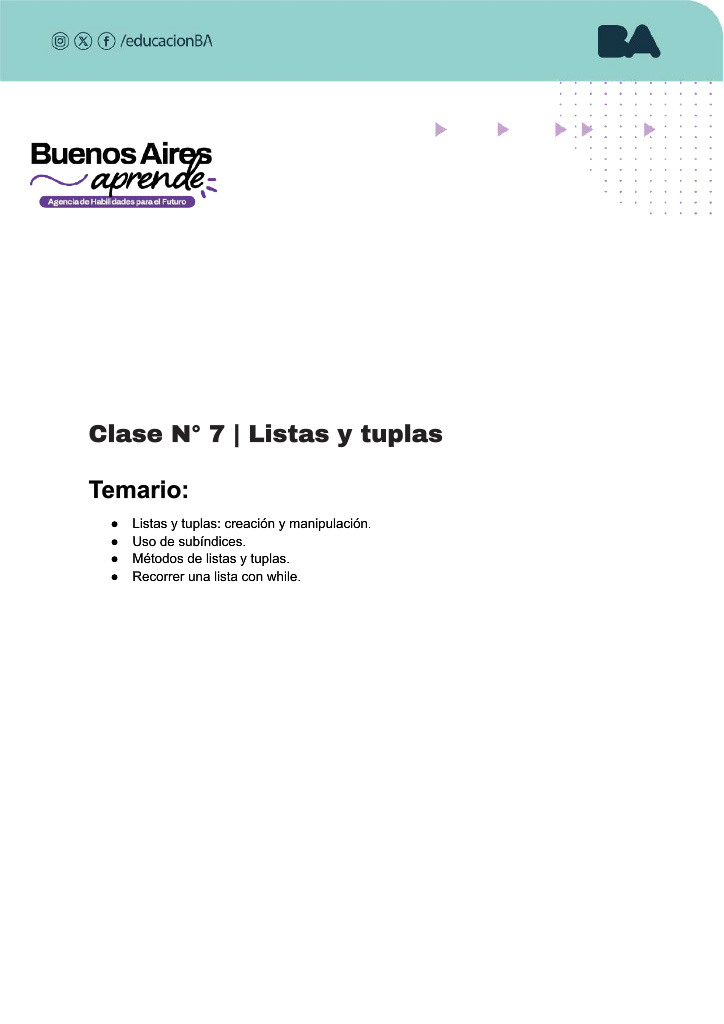 /educacionBA
BA
Buenos Aires
aprende
Agencia de Habilidades para el Futuro
Clase N° 7 | Listas y tuplas
Temario:
● Listas y tuplas: creación y manipulación.
● Uso de subíndices.
● Métodos de listas y tuplas.
● Recorrer una lista con while.